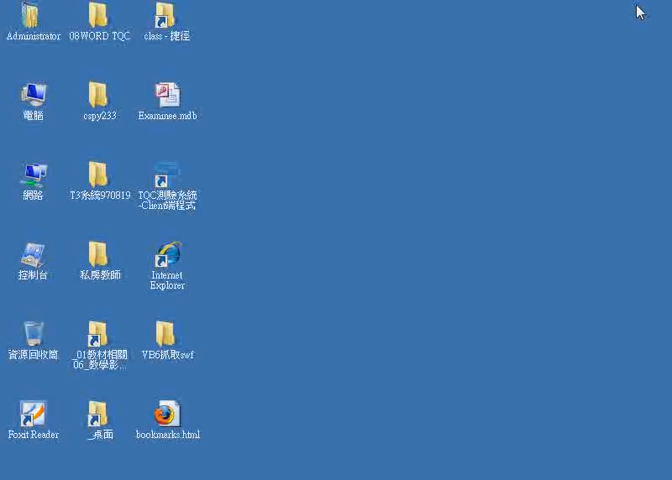 Administrator
08WORD TQC
class - 捷徑
電腦
cspy233
Examinee.mdb
網路
T3系統970819
TQC測驗系統
-Client端程式
控制台
私房教師
Internet
Explorer
資源回收筒
_01教材相關
06_教學影...
VB6抓取swf
Foxit Reader
_桌面
bookmarks.html